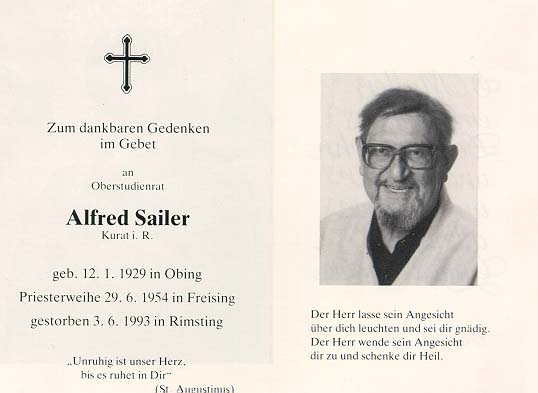 Zum dankbaren Gedenken
im Gebet
an
Oberstudienrat
Alfred Sailer
Kurat i. R.
geb. 12. 1. 1929 in Obing
Priesterweihe 29. 6. 1954 in Freising
gestorben 3. 6. 1993 in Rimsting
„Unruhig ist unser Herz,
bis es ruhet in Dir“
(St. Augustinus)
Der Herr lasse sein Angesicht
über dich leuchten und sei dir gnädig.
Der Herr wende sein Angesicht
dir zu und schenke dir Heil.